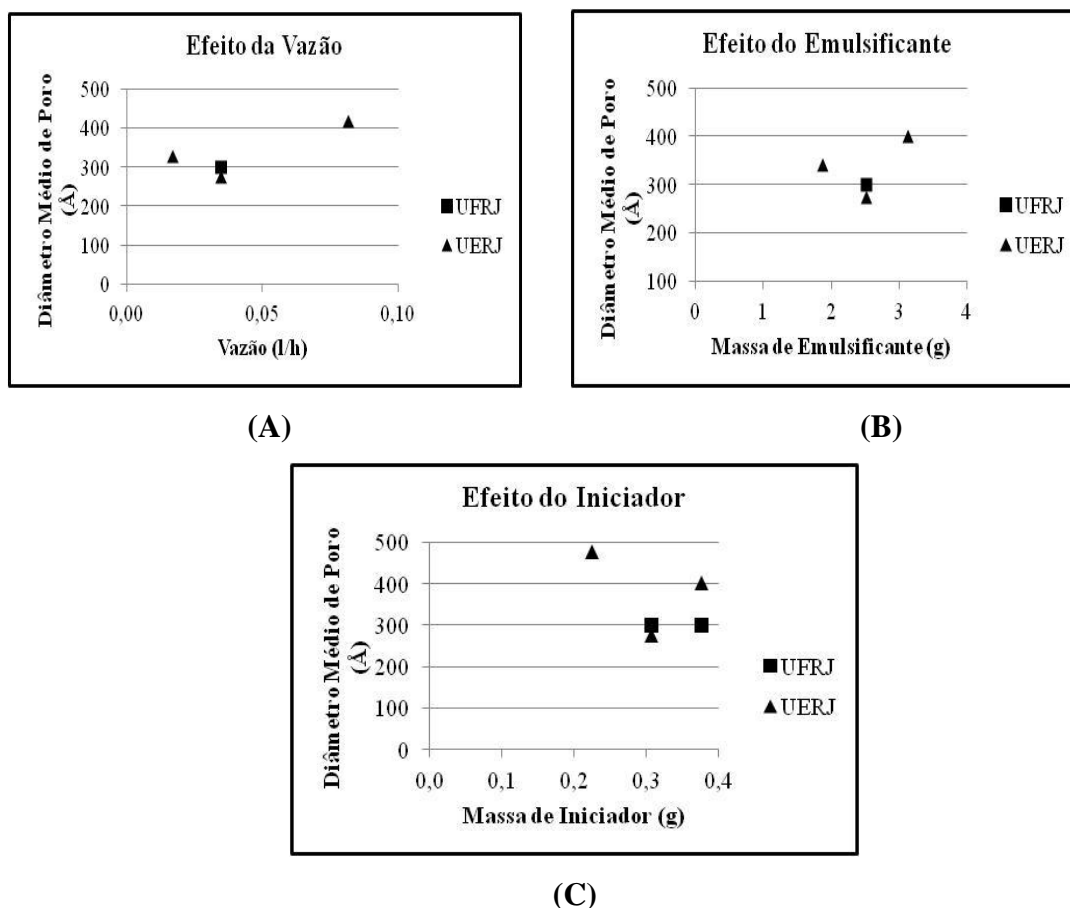 Efeito da Vazão
Diâmetro Médio de Poro
(Å)
500
400
300
200
100
0
0,00
0,05
0,10
Vazão (l/h)
UFRJ
UERJ
(A)
Efeito do Emulsificante
Diâmetro Médio de Poro
(Å)
500
400
300
200
100
0
1
2
3
4
Massa de Emulsificante (g)
UFRJ
UERJ
(B)
Efeito do Iniciador
Diâmetro Médio de Poro
(Å)
500
400
300
200
100
0
0,0
0,1
0,2
0,3
0,4
Massa de Iniciador (g)
UFRJ
UERJ
(C)